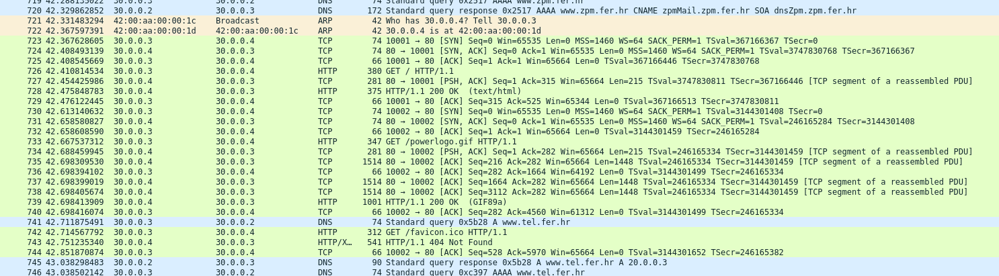 719 42.288135022 30.0.0.3 30.0.0.2 DNS 74 Standard query 0x2517 AAAA www.zpm.fer.hr
720 42.329862852 30.0.0.2 30.0.0.3 DNS 172 Standard query response 0x2517 AAAA www.zpm.fer.hr CNAME zpmMail.zpm.fer.hr SOA dnsZpm.zpm.fer.hr
721 42.331483294 42:00:aa:00:00:1c Broadcast ARP 42 Who has 30.0.0.4? Tell 30.0.0.3
722 42.367597391 42:00:aa:00:00:1d 42:00:aa:00:00:1c ARP 42 30.0.0.4 is at 42:00:aa:00:00:1d
723 42.367628605 30.0.0.3 30.0.0.4 TCP 74 10001 → 80 [SYN] Seq=0 Win=65535 Len=0 MSS=1460 WS=64 SACK_PERM=1 TSval=367166367 TSecr=0
724 42.408493139 30.0.0.4 30.0.0.3 TCP 74 80 → 10001 [SYN, ACK] Seq=0 Ack=1 Win=65535 Len=0 MSS=1460 WS=64 SACK_PERM=1 TSval=3747830768 TSecr=367166367
725 42.408545669 30.0.0.3 30.0.0.4 TCP 66 10001 → 80 [ACK] Seq=1 Ack=1 Win=65664 Len=0 TSval=367166446 TSecr=3747830768
726 42.410814534 30.0.0.3 30.0.0.4 HTTP 380 GET / HTTP/1.1
727 42.454425986 30.0.0.4 30.0.0.3 TCP 281 80 → 10001 [PSH, ACK] Seq=1 Ack=315 Win=65664 Len=215 TSval=3747830811 TSecr=367166446 [TCP segment of a reassembled PDU]
728 42.475848783 30.0.0.4 30.0.0.3 HTTP 375 HTTP/1.1 200 OK (text/html)
729 42.476122445 30.0.0.3 30.0.0.4 TCP 66 10001 → 80 [ACK] Seq=315 Ack=525 Win=65344 Len=0 TSval=367166513 TSecr=3747830811
730 42.613140632 30.0.0.3 30.0.0.4 TCP 74 10002 → 80 [SYN] Seq=0 Win=65535 Len=0 MSS=1460 WS=64 SACK_PERM=1 TSval=3144301408 TSecr=0
731 42.658580827 30.0.0.4 30.0.0.3 TCP 74 80 → 10002 [SYN, ACK] Seq=0 Ack=1 Win=65535 Len=0 MSS=1460 WS=64 SACK_PERM=1 TSval=246165284 TSecr=3144301408
732 42.658608590 30.0.0.3 30.0.0.4 TCP 66 10002 → 80 [ACK] Seq=1 Ack=1 Win=65664 Len=0 TSval=3144301459 TSecr=246165284
733 42.667537312 30.0.0.3 30.0.0.4 HTTP 347 GET /powerlogo.gif HTTP/1.1
734 42.688459945 30.0.0.4 30.0.0.3 TCP 281 80 → 10002 [PSH, ACK] Seq=1 Ack=282 Win=65664 Len=215 TSval=246165334 TSecr=3144301459 [TCP segment of a reassembled PDU]
735 42.698309530 30.0.0.4 30.0.0.3 TCP 1514 80 → 10002 [ACK] Seq=216 Ack=282 Win=65664 Len=1448 TSval=246165334 TSecr=3144301459 [TCP segment of a reassembled PDU]
736 42.698394102 30.0.0.3 30.0.0.4 TCP 66 10002 → 80 [ACK] Seq=282 Ack=1664 Win=64192 Len=0 TSval=3144301499 TSecr=246165334
737 42.698399019 30.0.0.4 30.0.0.3 TCP 1514 80 → 10002 [ACK] Seq=1664 Ack=282 Win=65664 Len=1448 TSval=246165334 TSecr=3144301459 [TCP segment of a reassembled PDU]
738 42.698405674 30.0.0.4 30.0.0.3 TCP 1514 80 → 10002 [ACK] Seq=3112 Ack=282 Win=65664 Len=1448 TSval=246165334 TSecr=3144301459 [TCP segment of a reassembled PDU]
739 42.698413909 30.0.0.4 30.0.0.3 HTTP 1001 HTTP/1.1 200 OK (GIF89a)
740 42.698416074 30.0.0.3 30.0.0.4 TCP 66 10002 → 80 [ACK] Seq=282 Ack=4560 Win=61312 Len=0 TSval=3144301499 TSecr=246165334
741 42.711875491 30.0.0.3 30.0.0.2 DNS 74 Standard query 0x5b28 A www.tel.fer.hr
742 42.714567792 30.0.0.3 30.0.0.4 HTTP 312 GET /favicon.ico HTTP/1.1
743 42.751235340 30.0.0.4 30.0.0.3 HTTP/X… 541 HTTP/1.1 404 Not Found
744 42.851870874 30.0.0.3 30.0.0.4 TCP 66 10002 → 80 [ACK] Seq=528 Ack=5970 Win=65664 Len=0 TSval=3144301652 TSecr=246165382
745 43.038298483 30.0.0.2 30.0.0.3 DNS 90 Standard query response 0x5b28 A www.tel.fer.hr A 20.0.0.3
746 43.038502142 30.0.0.3 30.0.0.2 DNS 74 Standard query 0xc397 AAAA www.tel.fer.hr